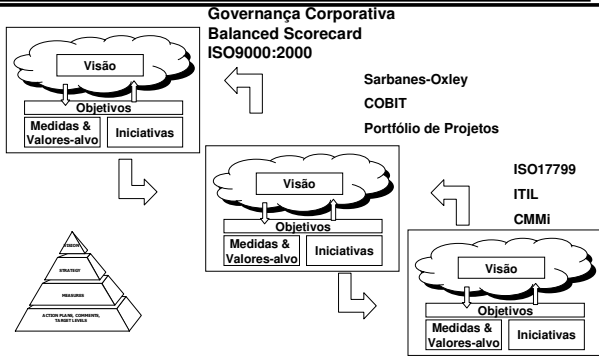 Governança Corporativa
Balanced Scorecard
ISO9000:2000
Visão
Objetivos
Medidas &
Valores-alvo
Iniciativas
Sarbanes-Oxley
COBIT
Portfólio de Projetos
Visão
Objetivos
Medidas &
Valores-alvo
Iniciativas
ISO17799
ITIL
CMMi
Visão
Objetivos
Medidas &
Valores-alvo
Iniciativas
VISION
STRATEGY
MEASURES
ACTION PLANS, COMMENTS,
TARGET LEVELS